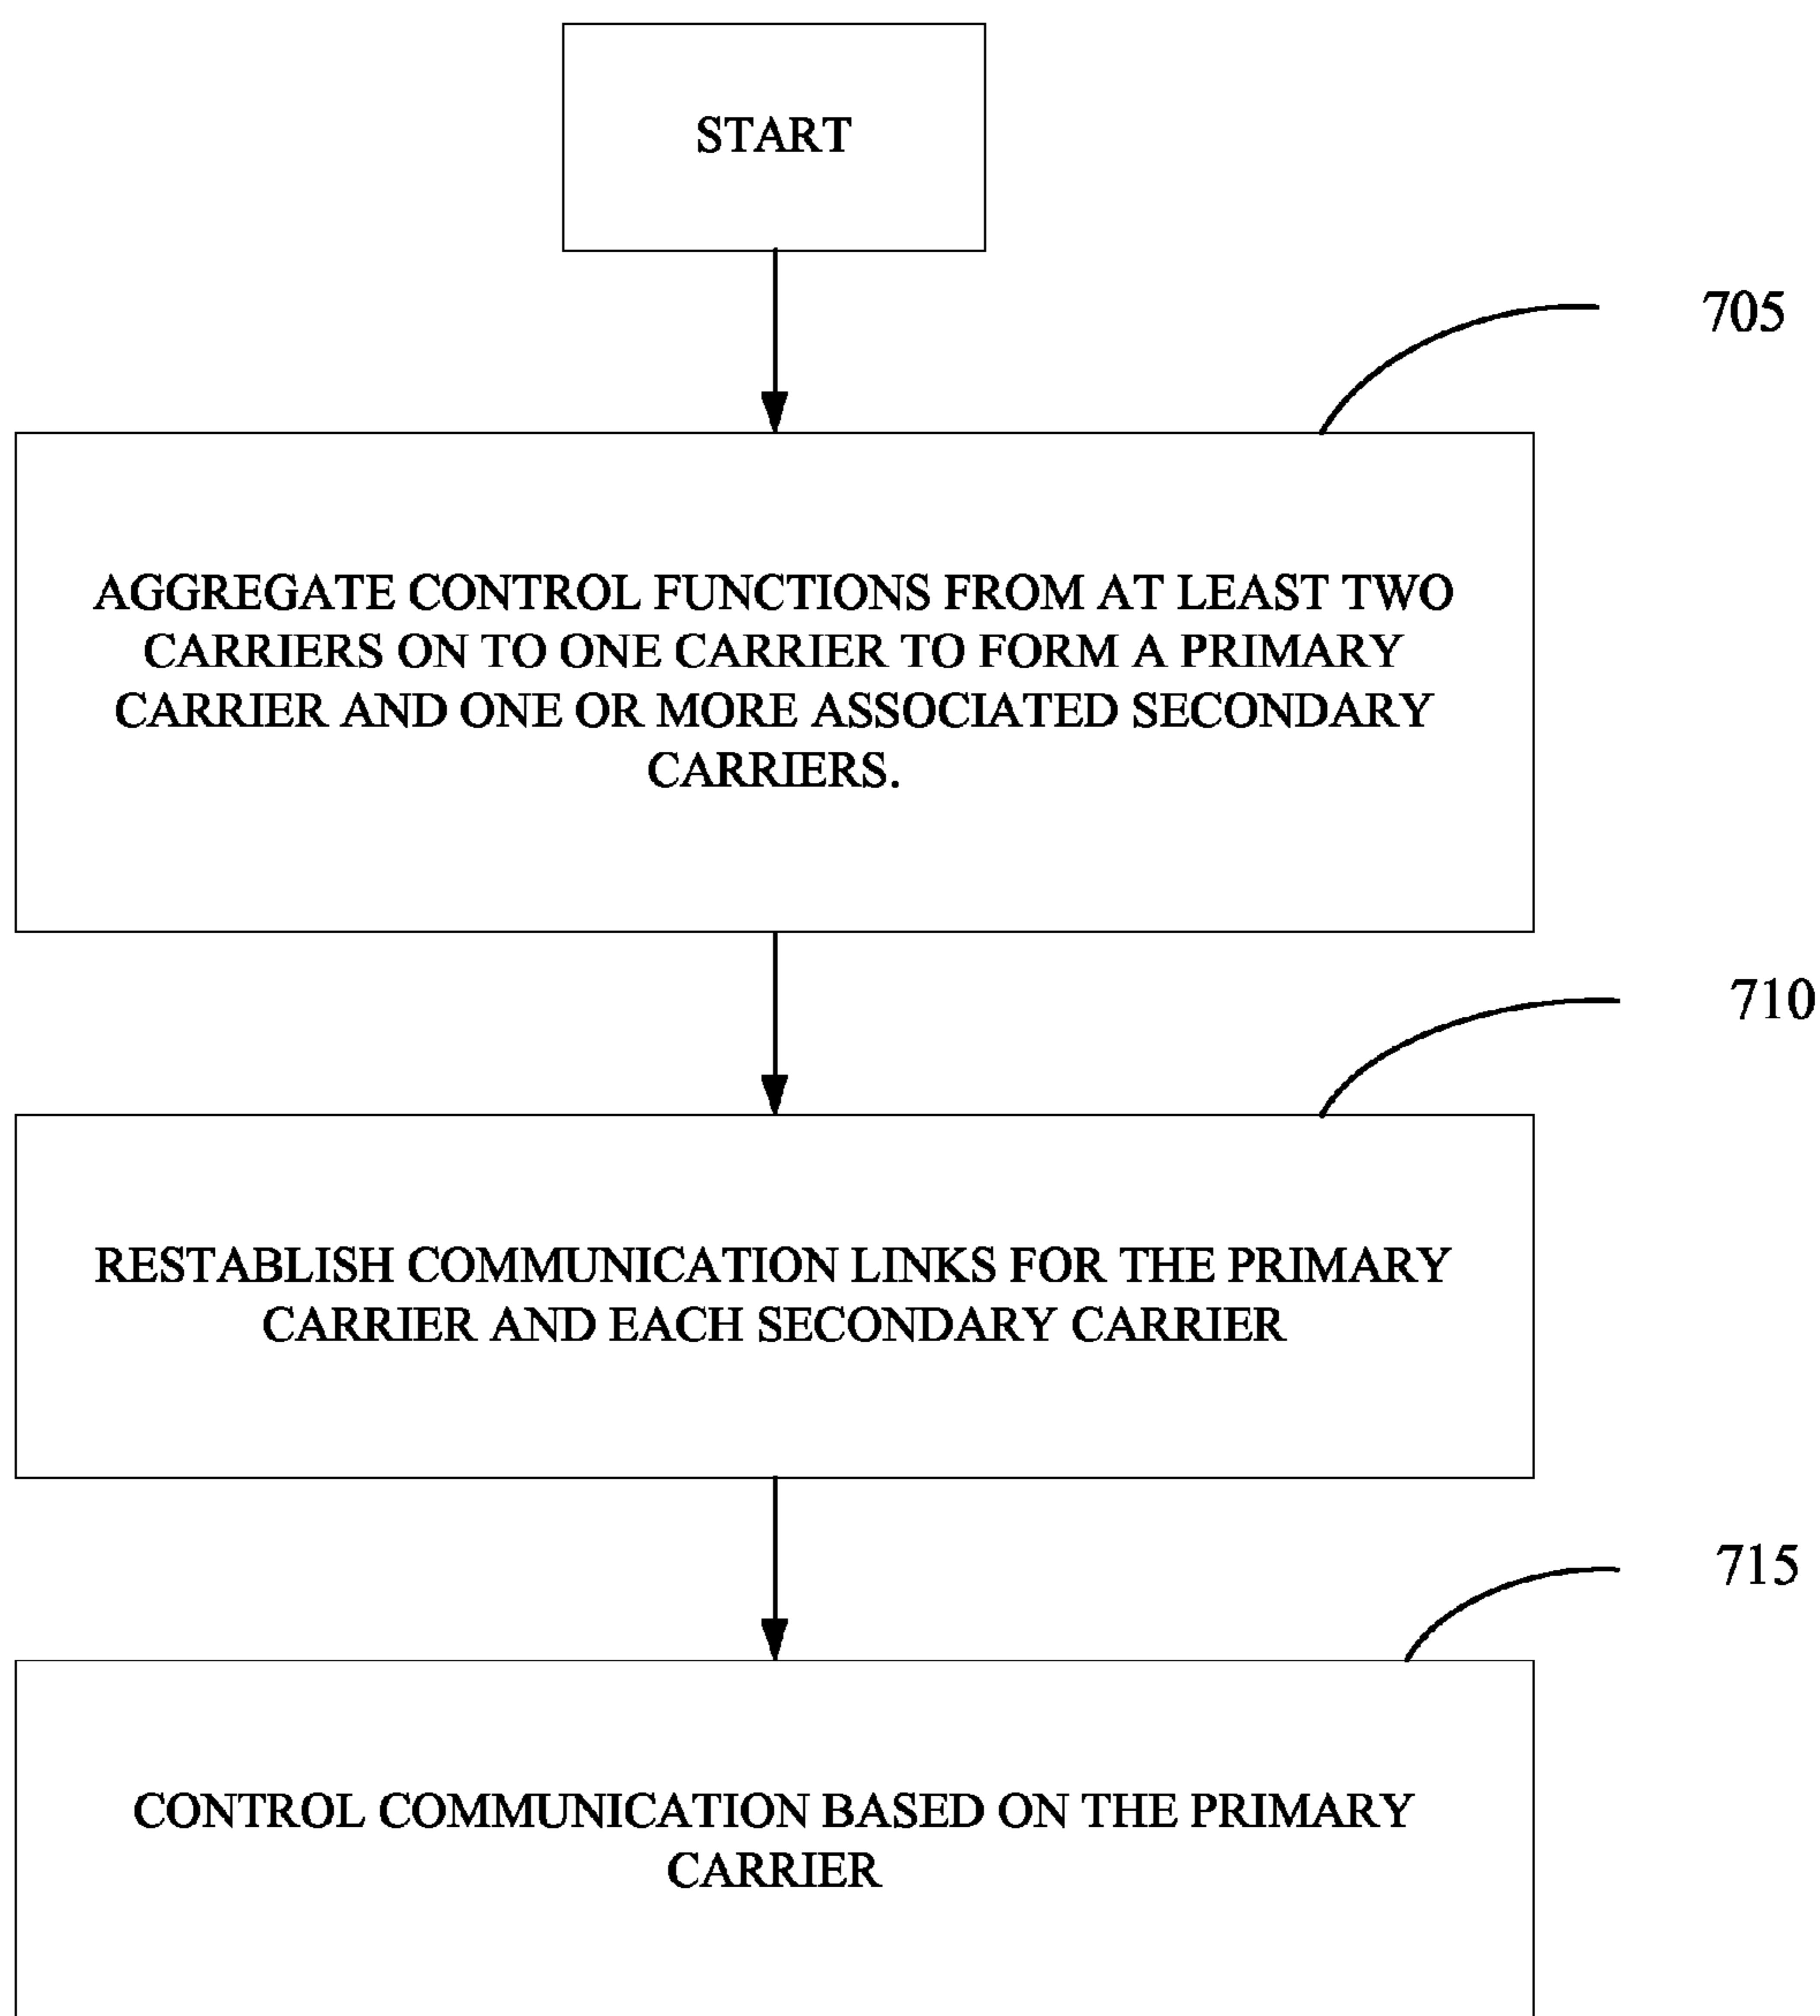 START
705
AGGREGATE CONTROL FUNCTIONS FROM AT LEAST TWO
CARRIERS ON TO ONE CARRIER TO FORM A PRIMARY
CARRIER AND ONE OR MORE ASSOCIATED SECONDARY
CARRIERS.
710
RESTABLISH COMMUNICATION LINKS FOR THE PRIMARY
CARRIER AND EACH SECONDARY CARRIER
715
CONTROL COMMUNICATION BASED ON THE PRIMARY
CARRIER